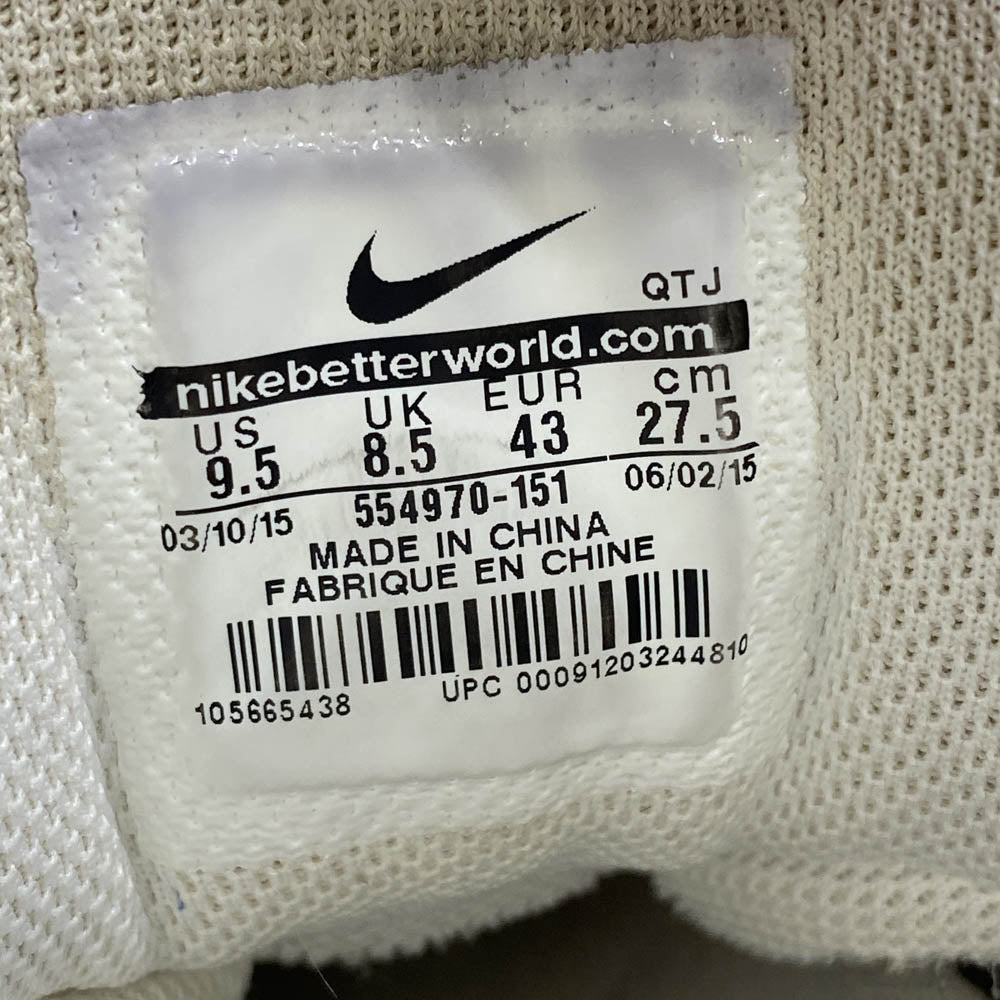 QTJ
nikebetterworld.com
US UK EUR cm
9.5 8.5 43 27.5
03/10/15 554970-151 06/02/15
MADE IN CHINA
FABRIQUE EN CHINE
105665438 UPC 00091203244810